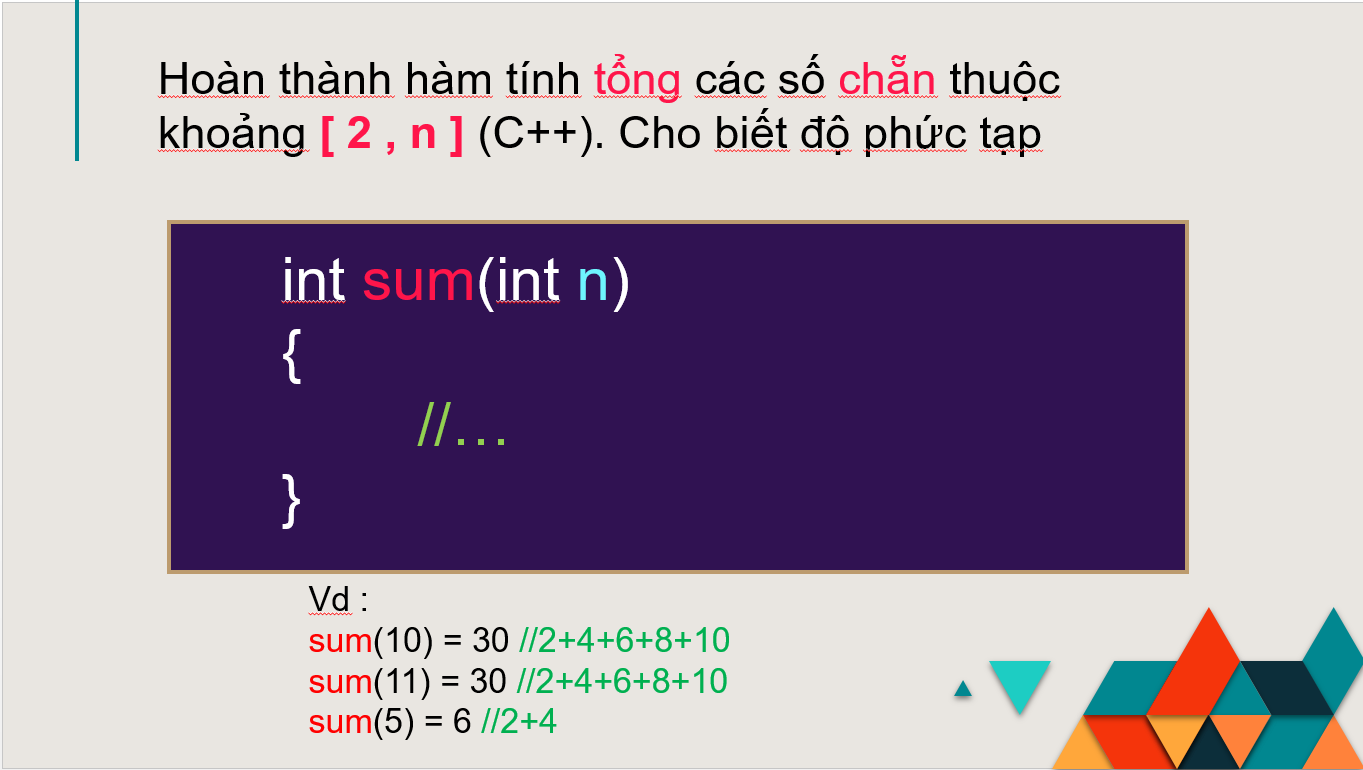 Hoàn thành hàm tính tổng các số chẵn thuộc
khoảng [ 2 , n ] (C++). Cho biết độ phức tạp
int sum(int n)
{
//…
}
Vd :
sum(10) = 30 //2+4+6+8+10
sum(11) = 30 //2+4+6+8+10
sum(5) = 6 //2+4